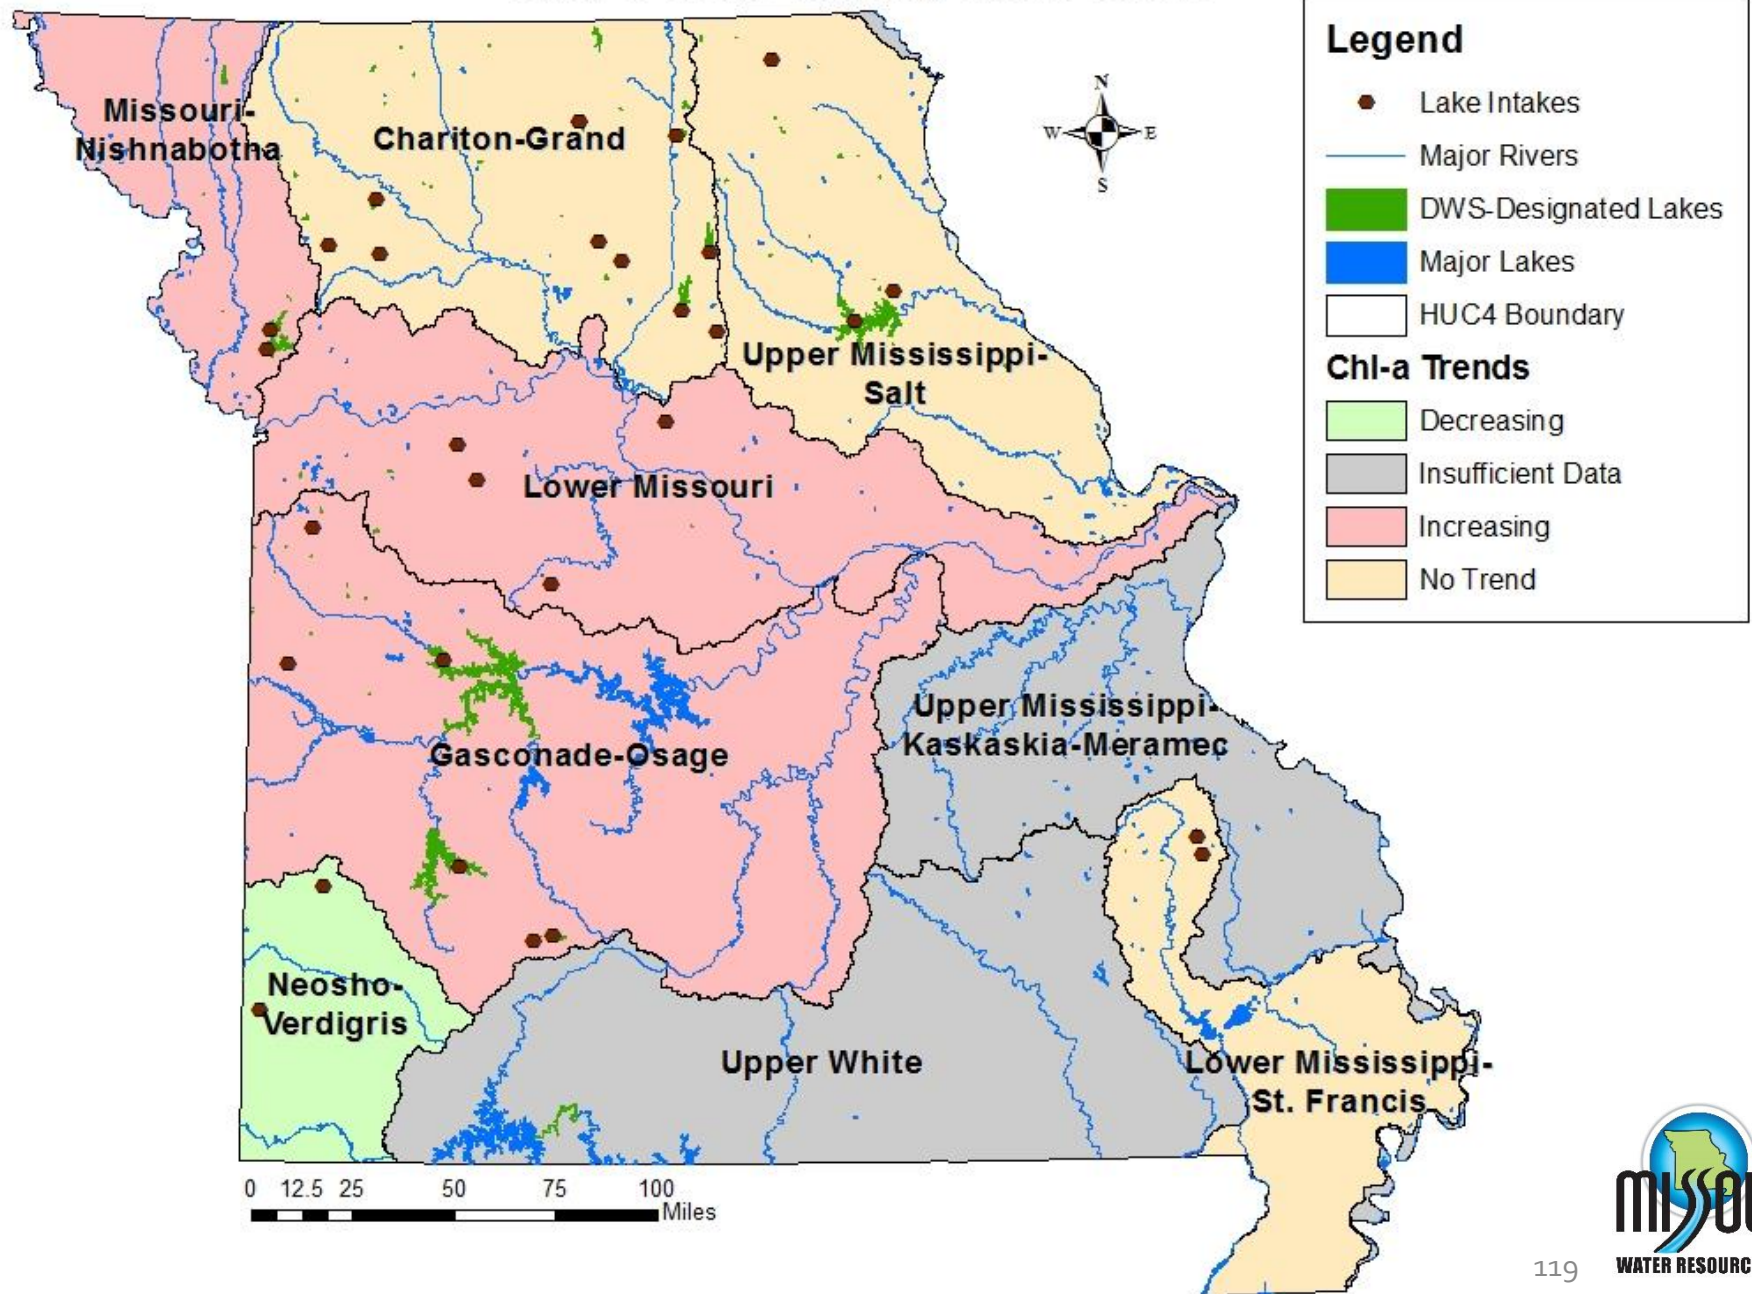 Missouri-
Nishnabotna
Chariton-Grand
Upper Mississippi-
Salt
Lower Missouri
Gasconade-Osage
Upper Mississippi-
Kaskaskia-Meramec
Neosho-
Verdigris
Upper White
Lower Mississippi-
St. Francis
N
W E
S
0 12.5 25 50 75 100
Miles
Legend
Lake Intakes
Major Rivers
DWS-Designated Lakes
Major Lakes
HUC4 Boundary
Chl-a Trends
Decreasing
Insufficient Data
Increasing
No Trend
119